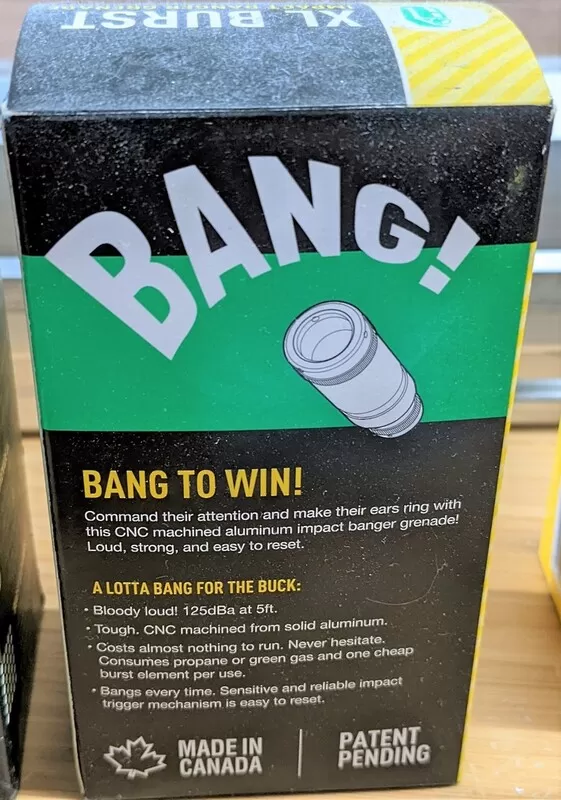 XL BURST
IMPACT BANGER GRENADE
BANG!
BANG TO WIN!
Command their attention and make their ears ring with
this CNC machined aluminum impact banger grenade!
Loud, strong, and easy to reset.
A LOTTA BANG FOR THE BUCK:
• Bloody loud! 125dBa at 5ft.
• Tough. CNC machined from solid aluminum.
• Costs almost nothing to run. Never hesitate.
Consumes propane or green gas and one cheap
burst element per use.
• Bangs every time. Sensitive and reliable impact
trigger mechanism is easy to reset.
MADE IN
CANADA
PATENT
PENDING